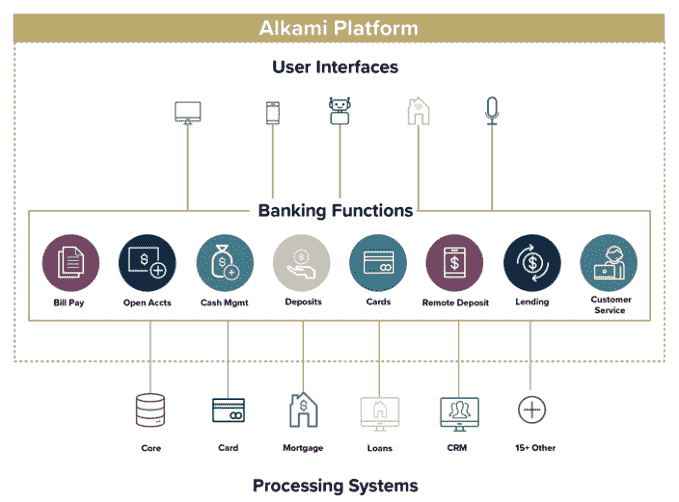 Alkami Platform
User Interfaces
Banking Functions
Bill Pay
Open Accts
Cash Mgmt
Deposits
Cards
Remote Deposit
Lending
Customer
Service
Core
Card
Mortgage
Loans
CRM
15+ Other
Processing Systems